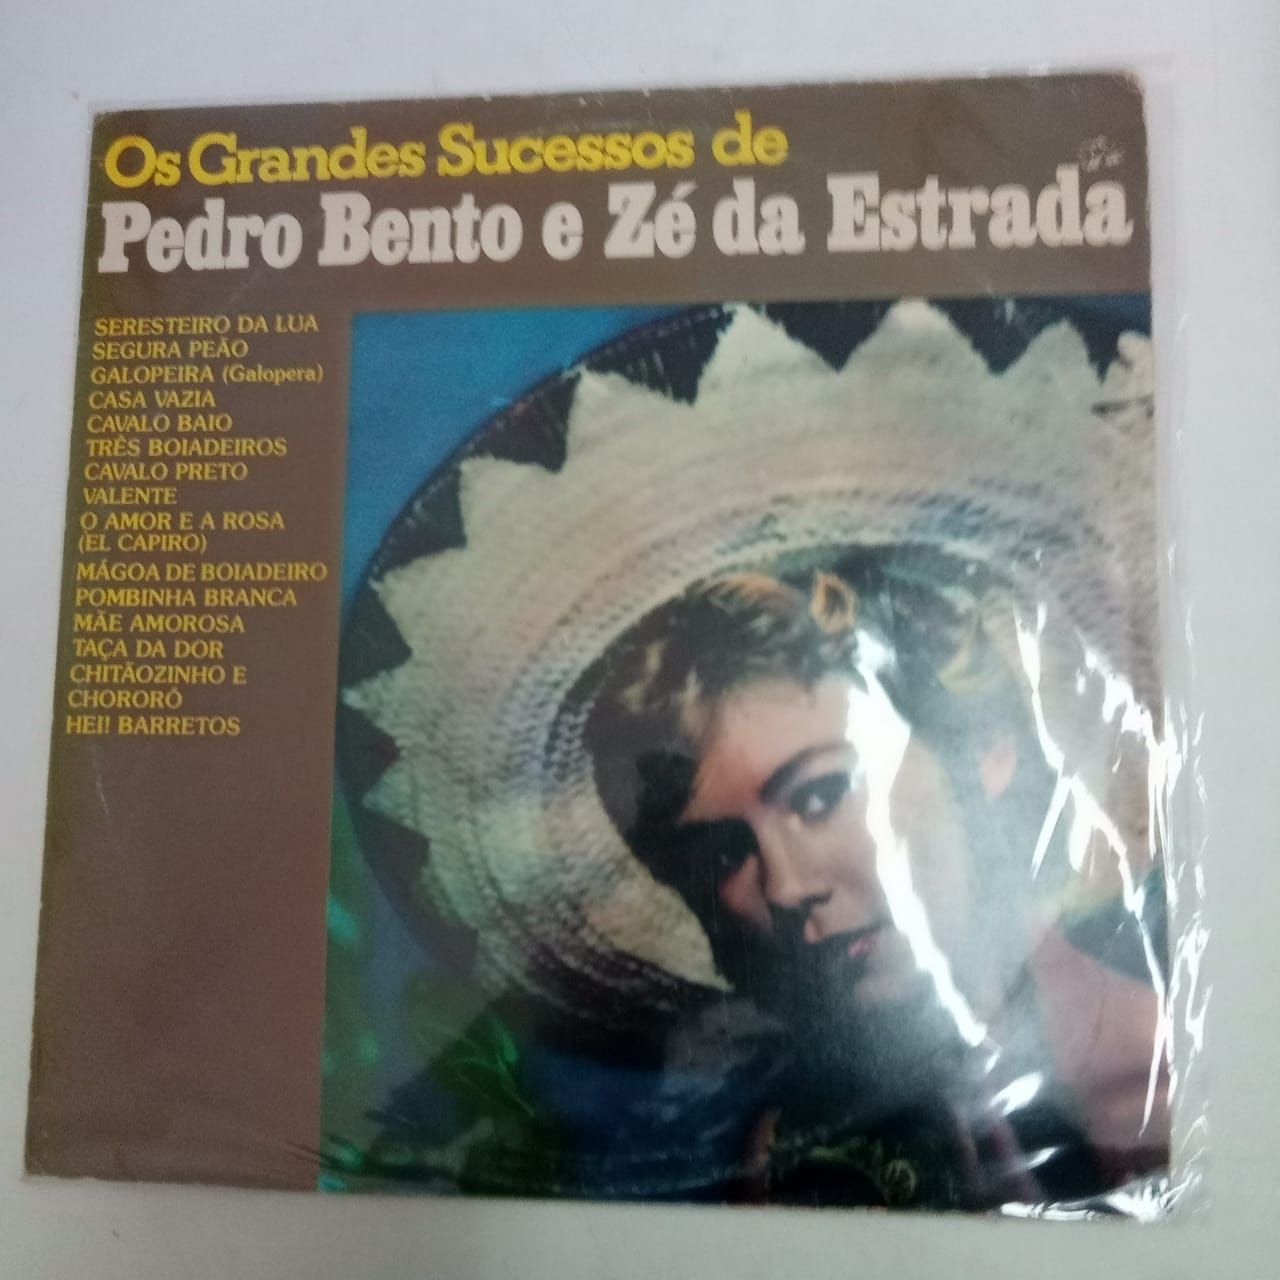 Os Grandes Sucessos de
Pedro Bento e Zé da Estrada
SERESTEIRO DA LUA
SEGURA PEÃO
GALOPEIRA (Galopera)
CASA VAZIA
CAVALO BAIO
TRÊS BOIADEIROS
CAVALO PRETO
VALENTE
O AMOR E A ROSA
(EL CAPIRO)
MÁGOA DE BOIADEIRO
POMBINHA BRANCA
MÃE AMOROSA
TAÇA DA DOR
CHITÃOZINHO E
CHORORÓ
HEI! BARRETOS